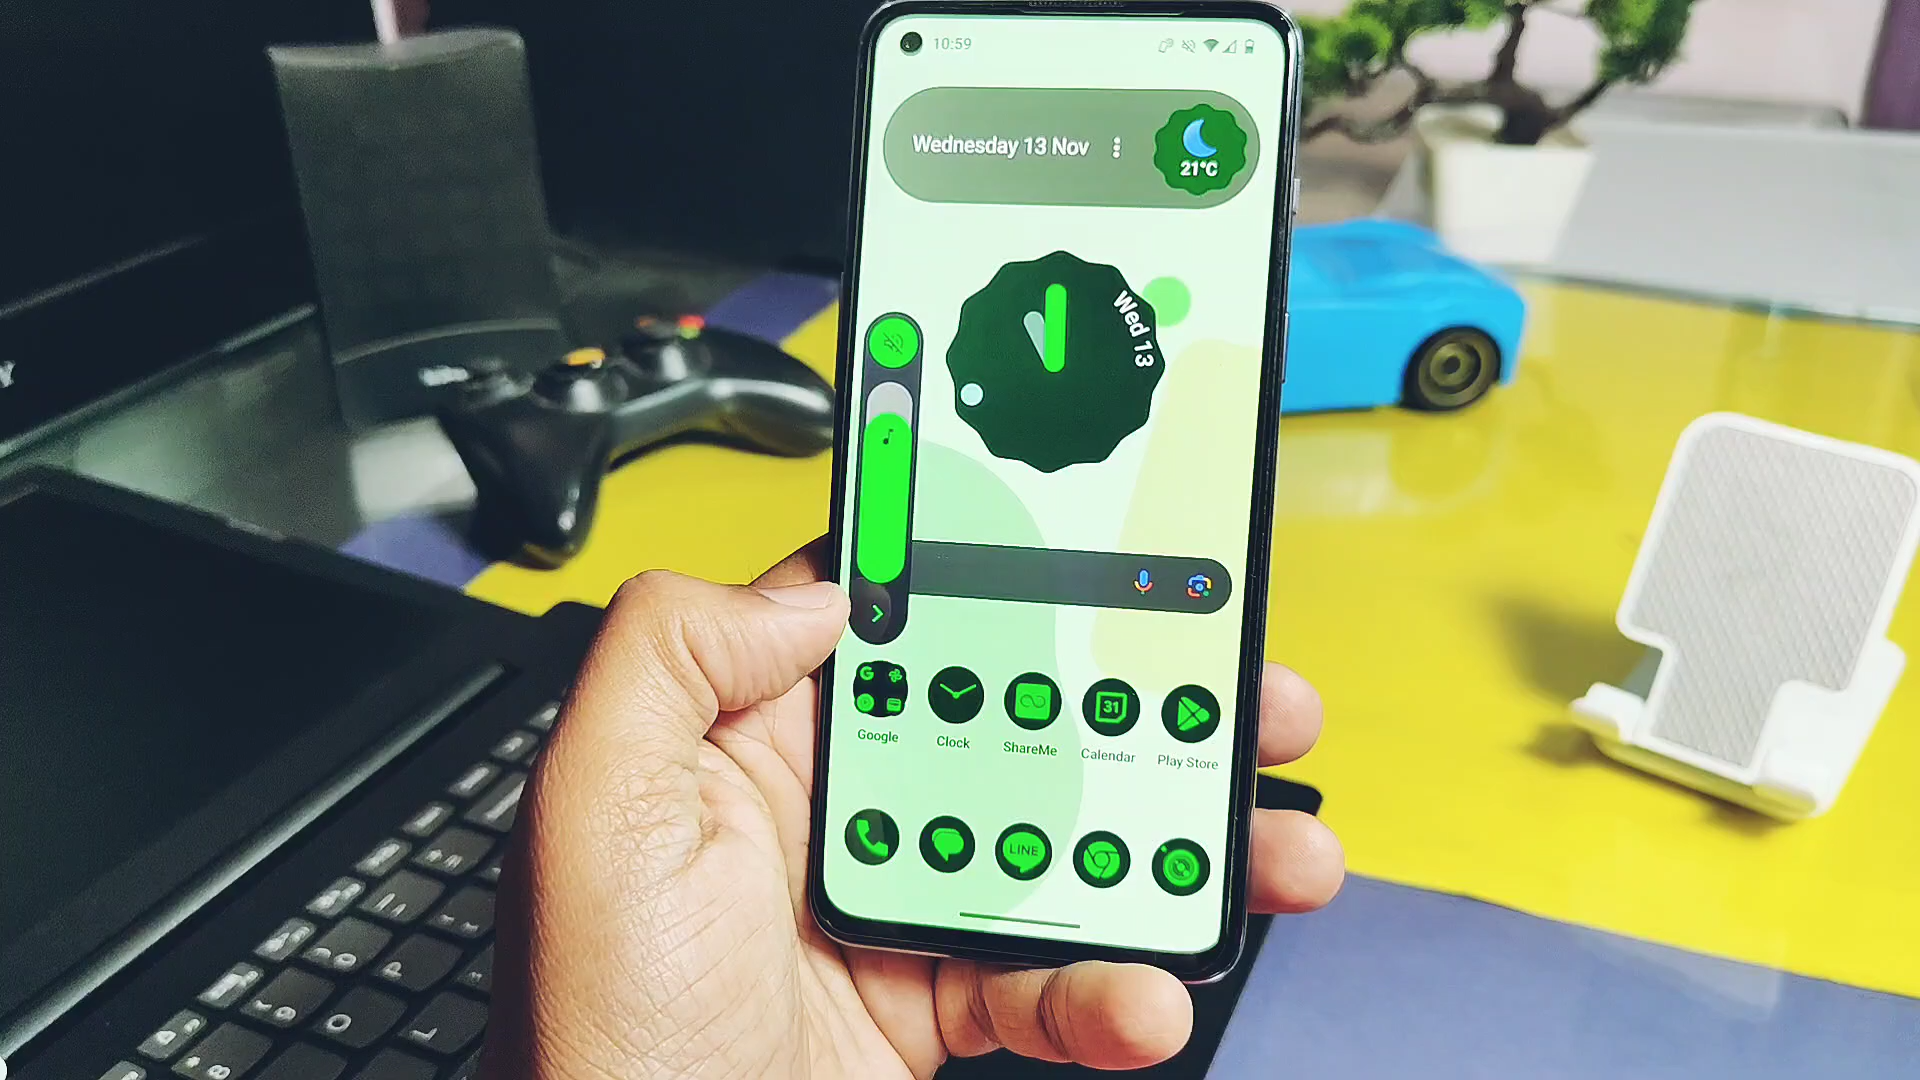 10:59
Wednesday 13 Nov
21°C
Wed 13
31
Google
Clock
ShareMe
Calendar
Play Store
LINE
Y
P
O
L